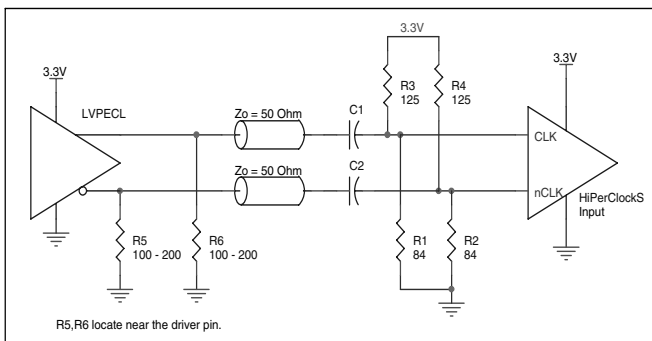 3.3V
3.3V
R3
125
R4
125
3.3V
LVPECL
Zo = 50 Ohm
C1
CLK
Zo = 50 Ohm
C2
nCLK
HiPerClockS
Input
R5
100 - 200
R6
100 - 200
R1
84
R2
84
R5,R6 locate near the driver pin.